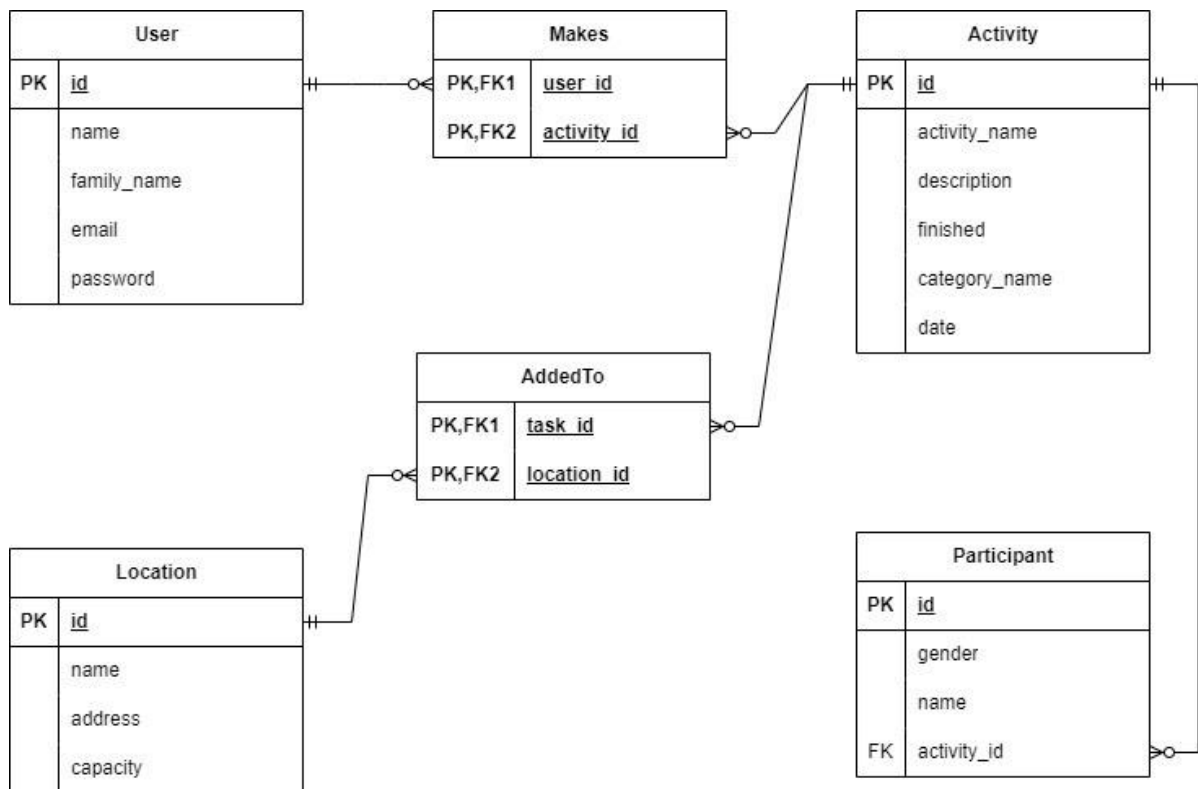 User
PK id
name
family_name
email
password
Makes
PK,FK1 user_id
PK,FK2 activity_id
Activity
PK id
activity_name
description
finished
category_name
date
AddedTo
PK,FK1 task_id
PK,FK2 location_id
Location
PK id
name
address
capacity
Participant
PK id
gender
name
FK activity_id